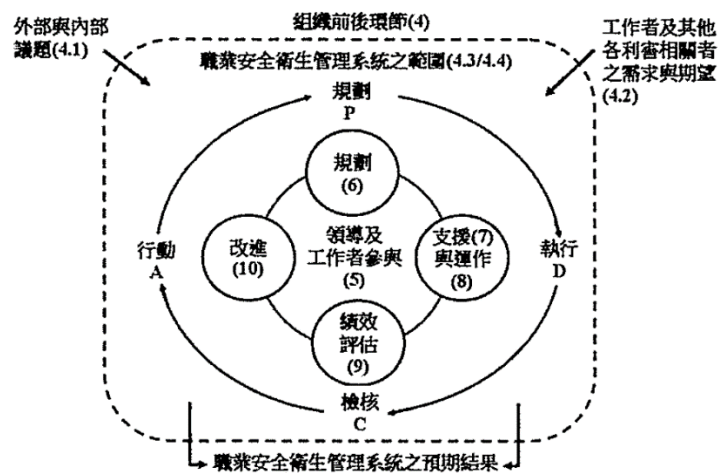 組織前後環節(4)
外部與內部
議題(4.1)
工作者及其他
各利害相關者
之需求與期望
(4.2)
職業安全衛生管理系統之範圍(4.3/4.4)
規劃
P
規劃
(6)
行動
A
改進
(10)
領導及
工作者參與
(5)
支援(7)
與運作
(8)
執行
D
績效
評估
(9)
檢核
C
職業安全衛生管理系統之預期結果